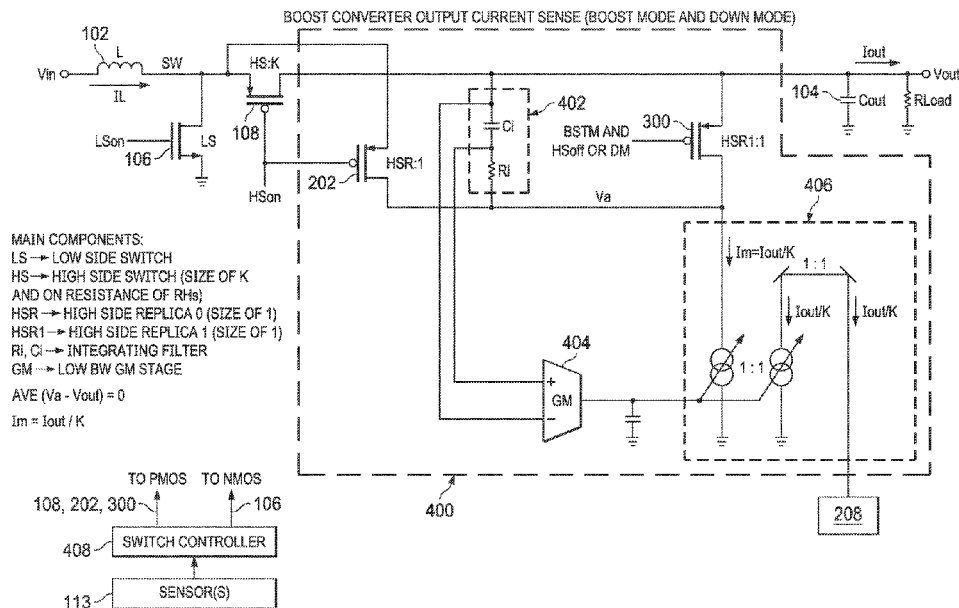 BOOST CONVERTER OUTPUT CURRENT SENSE (BOOST MODE AND DOWN MODE)
102
L
Vin
SW
IL
HS:K
Iout
Vout
402
104
Cout
RLoad
108
300
Ci
LSon
106
LS
BSTM AND
HSoff OR DM
HSR1:1
HSR:1
202
Ri
HSon
Va
406
MAIN COMPONENTS:
LS → LOW SIDE SWITCH
HS → HIGH SIDE SWITCH (SIZE OF K
AND ON RESISTANCE OF RHs)
HSR → HIGH SIDE REPLICA 0 (SIZE OF 1)
HSR1 → HIGH SIDE REPLICA 1 (SIZE OF 1)
Ri, Ci → INTEGRATING FILTER
GM → LOW BW GM STAGE
AVE (Va - Vout) = 0
Im = Iout / K
Im=Iout/K
1 : 1
Iout/K
Iout/K
1 : 1
404
+
GM
−
TO PMOS
TO NMOS
108, 202, 300
106
400
208
408
SWITCH CONTROLLER
113
SENSOR(S)